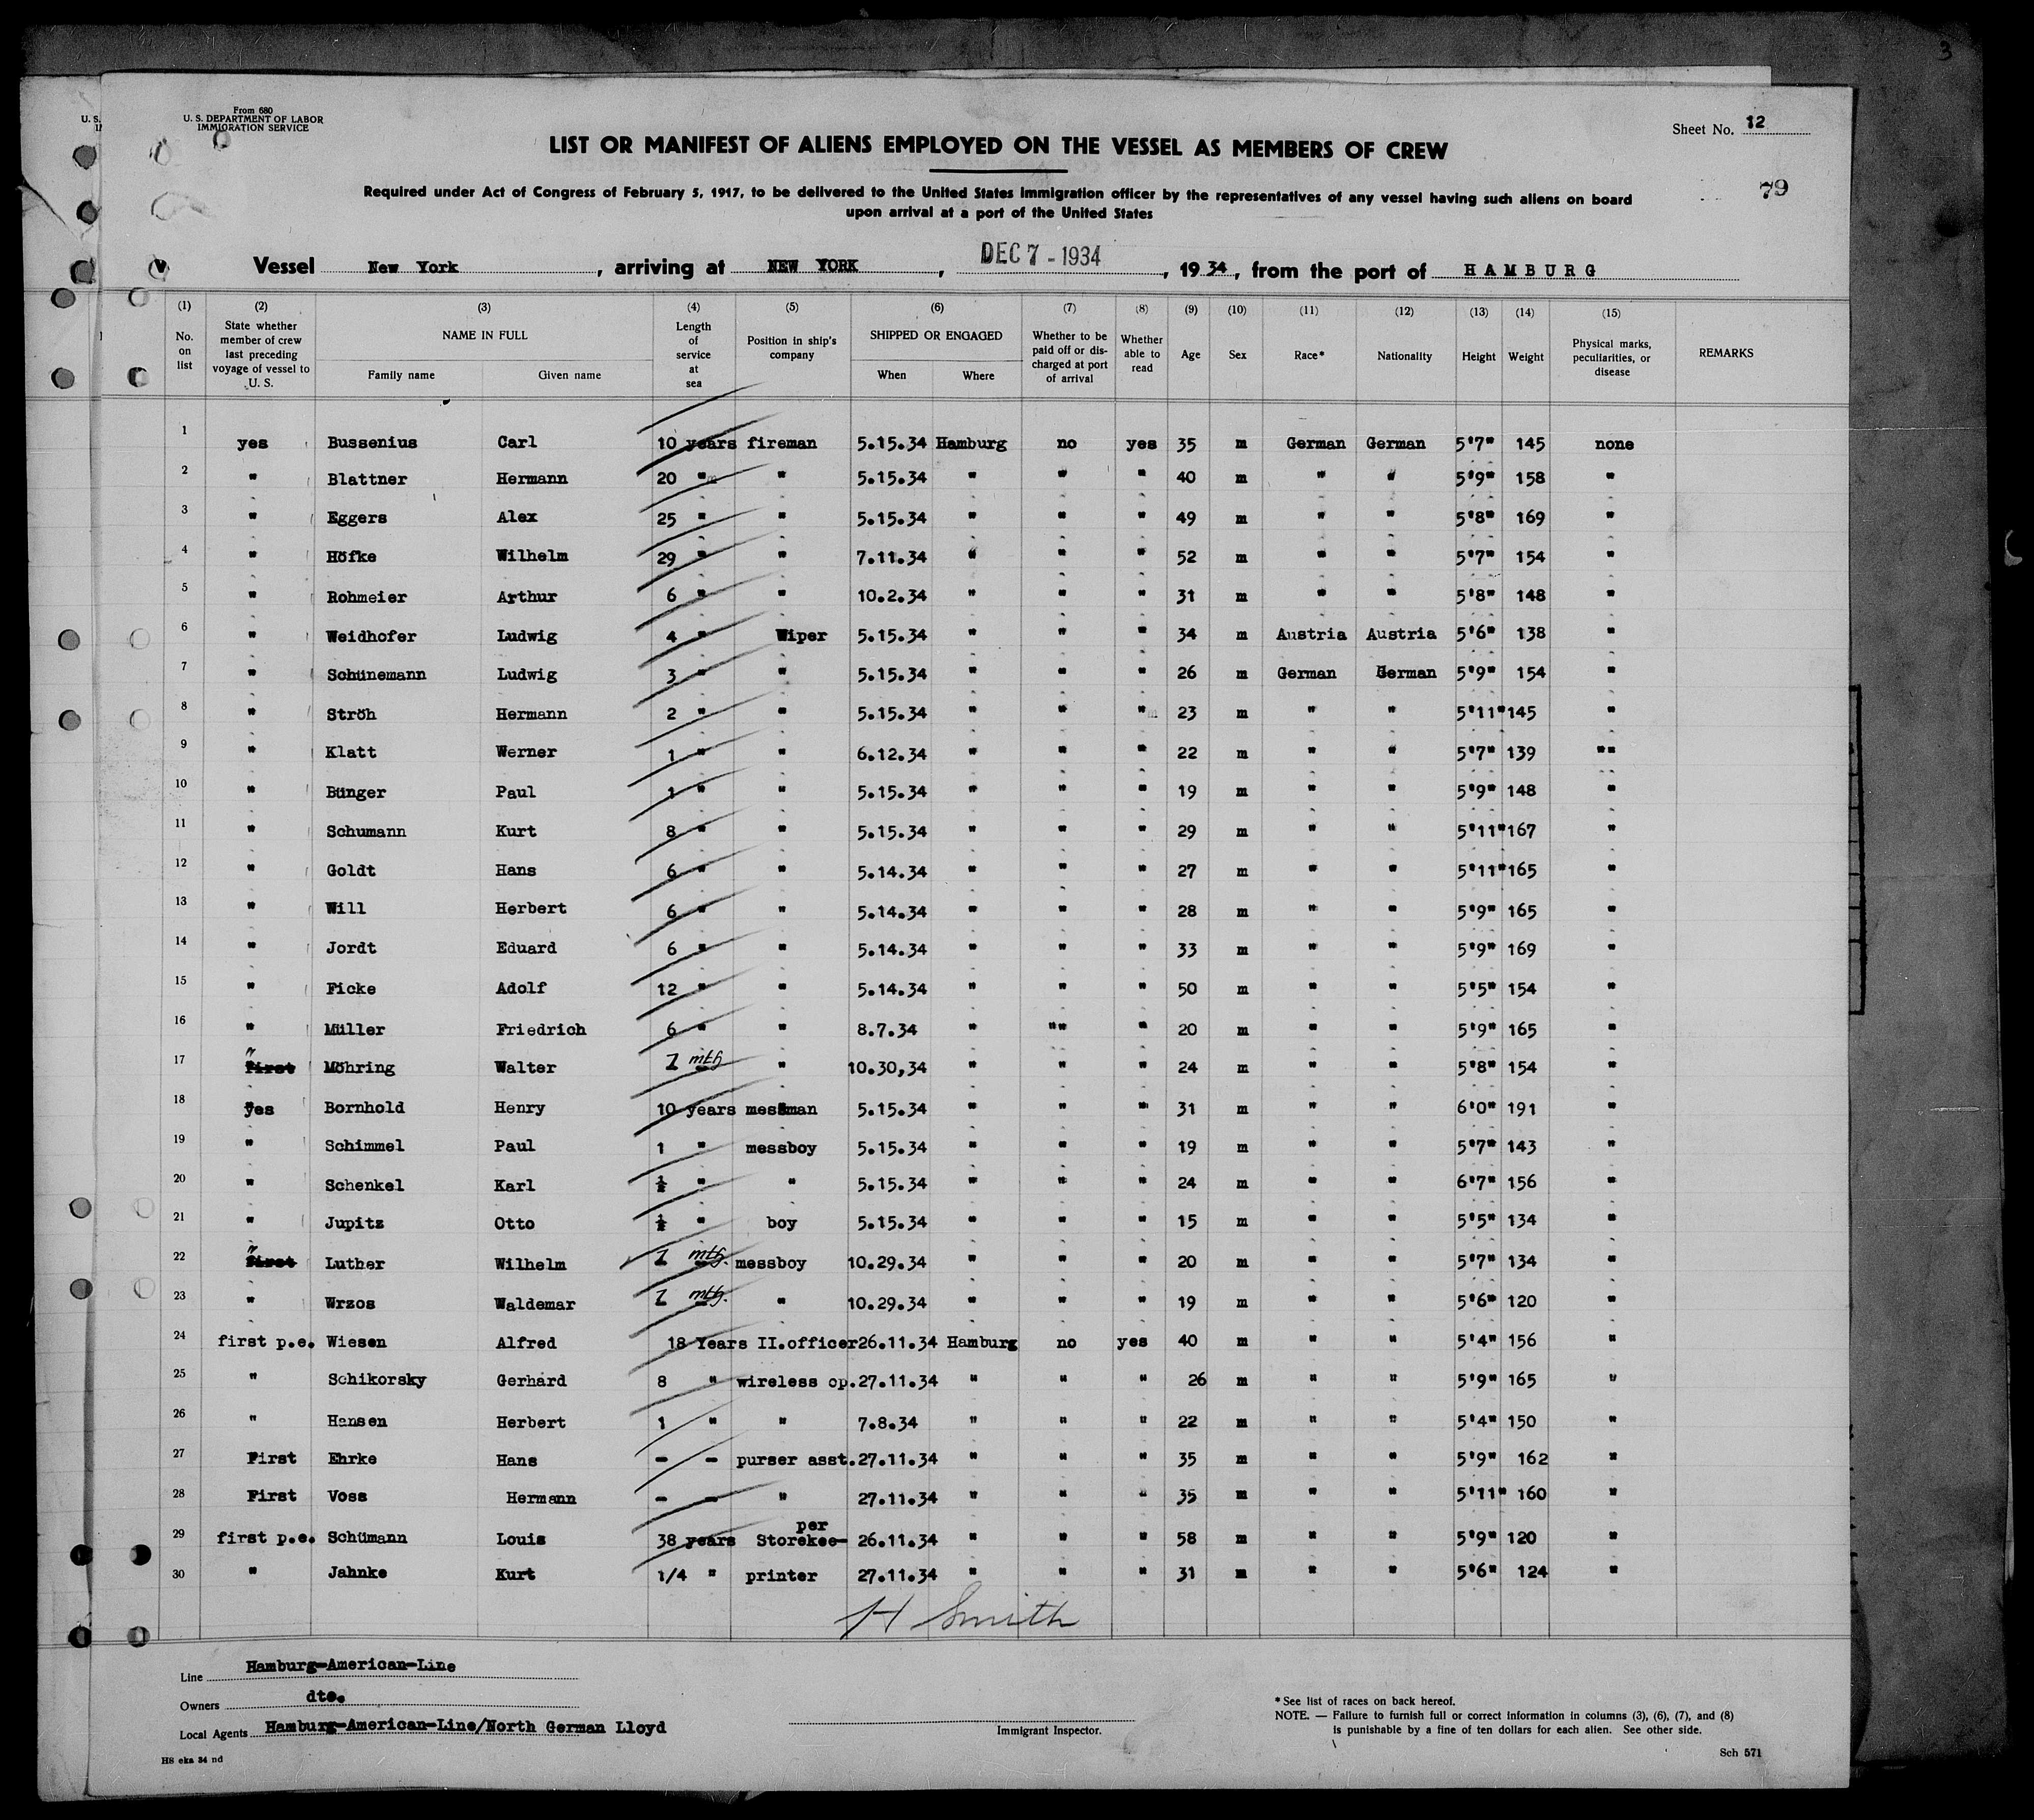 3
From 680
U. S. DEPARTMENT OF LABOR
IMMIGRATION SERVICE
Sheet No. 12
LIST OR MANIFEST OF ALIENS EMPLOYED ON THE VESSEL AS MEMBERS OF CREW
79
Required under Act of Congress of February 5, 1917, to be delivered to the United States Immigration officer by the representatives of any vessel having such aliens on board
upon arrival at a port of the United States
Vessel New York , arriving at NEW YORK , DEC 7 - 1934 , 19 34 , from the port of HAMBURG
(1) (2) (3) (4) (5) (6) (7) (8) (9) (10) (11) (12) (13) (14) (15)
No. on list State whether member of crew last preceding voyage of vessel to U. S. NAME IN FULL Family name Given name Length of service at sea Position in ship's company SHIPPED OR ENGAGED When Where Whether to be paid off or discharged at port of arrival Whether able to read Age Sex Race* Nationality Height Weight Physical marks, peculiarities, or disease REMARKS
1 yes Bussenius Carl 10 years fireman 5.15.34 Hamburg no yes 35 m German German 5'7" 145 none
2 " Blattner Hermann 20 " " 5.15.34 " " " 40 m " " 5'9" 158 "
3 " Eggers Alex 25 " " 5.15.34 " " " 49 m " " 5'8" 169 "
4 " Höfke Wilhelm 29 " " 7.11.34 " " " 52 m " " 5'7" 154 "
5 " Rohmeier Arthur 6 " " 10.2.34 " " " 31 m " " 5'8" 148 "
6 " Weidhofer Ludwig 4 " Wiper 5.15.34 " " " 34 m Austria Austria 5'6" 138 "
7 " Schünemann Ludwig 3 " " 5.15.34 " " " 26 m German German 5'9" 154 "
8 " Ströh Hermann 2 " " 5.15.34 " " " 23 m " " 5'11" 145 "
9 " Klatt Werner 1 " " 6.12.34 " " " 22 m " " 5'7" 139 ""
10 " Bünger Paul 1 " " 5.15.34 " " " 19 m " " 5'9" 148 "
11 " Schumann Kurt 8 " " 5.15.34 " " " 29 m " " 5'11" 167 "
12 " Goldt Hans 6 " " 5.14.34 " " " 27 m " " 5'11" 165 "
13 " Will Herbert 6 " " 5.14.34 " " " 28 m " " 5'9" 165 "
14 " Jordt Eduard 6 " " 5.14.34 " " " 33 m " " 5'9" 169 "
15 " Ficke Adolf 12 " " 5.14.34 " " " 50 m " " 5'5" 154 "
16 " Müller Friedrich 6 " " 8.7.34 " "" " 20 m " " 5'9" 165 "
17 " first Möhring Walter 1 mth " 10.30,34 " " " 24 m " " 5'8" 154 "
18 yes Bornhold Henry 10 years messman 5.15.34 " " " 31 m " " 6'0" 191 "
19 " Schimmel Paul 1 " messboy 5.15.34 " " " 19 m " " 5'7" 143 "
20 " Schenkel Karl ½ " " 5.15.34 " " " 24 m " " 6'7" 156 "
21 " Jupitz Otto ½ " boy 5.15.34 " " " 15 m " " 5'5" 134 "
22 " first Luther Wilhelm 1 mth. messboy 10.29.34 " " " 20 m " " 5'7" 134 "
23 " Wrzos Waldemar 1 mth. " 10.29.34 " " " 19 m " " 5'6" 120 "
24 first p.e. Wiesen Alfred 18 Years II.officer 26.11.34 Hamburg no yes 40 m " " 5'4" 156 "
25 " Schikorsky Gerhard 8 " wireless op. 27.11.34 " " " 26 m " " 5'9" 165 "
26 " Hansen Herbert 1 " " 7.8.34 " " " 22 m " " 5'4" 150 "
27 First Ehrke Hans - - purser asst. 27.11.34 " " " 35 m " " 5'9" 162 "
28 First Voss Hermann - - " 27.11.34 " " " 35 m " " 5'11" 160 "
29 first p.e. Schümann Louis 38 years Storekee- per 26.11.34 " " " 58 m " " 5'9" 120 "
30 " Jahnke Kurt 1/4 " printer 27.11.34 " " " 31 m " " 5'6" 124 "
H Smith
Line Hamburg-American-Line
Owners dto.
Local Agents Hamburg-American-Line/North German Lloyd
Immigrant Inspector.
* See list of races on back hereof.
NOTE. — Failure to furnish full or correct information in columns (3), (6), (7), and (8)
is punishable by a fine of ten dollars for each alien. See other side.
H8 eka 34 nd
Sch 571